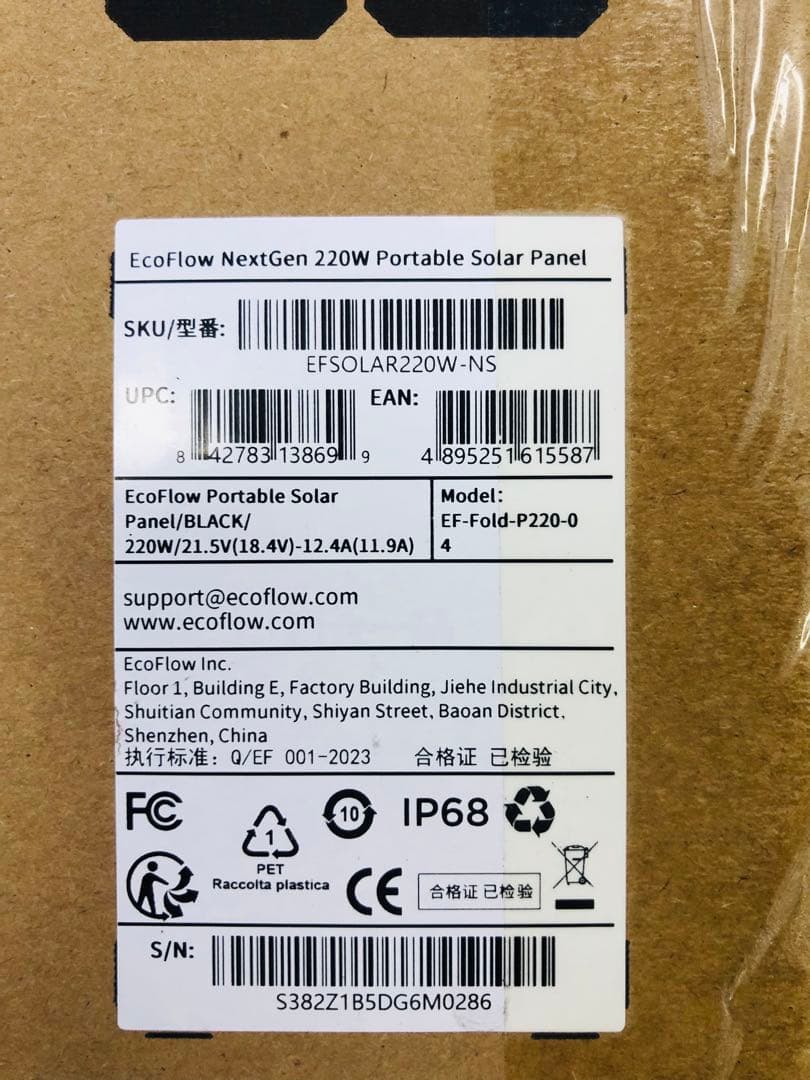 EcoFlow NextGen 220W Portable Solar Panel
SKU/型番:
EFSOLAR220W-NS
UPC: EAN:
8 42783 13869 9 4 895251 615587
EcoFlow Portable Solar
Panel/BLACK/
220W/21.5V(18.4V)-12.4A(11.9A)
Model:
EF-Fold-P220-0
4
support@ecoflow.com
www.ecoflow.com
EcoFlow Inc.
Floor 1, Building E, Factory Building, Jiehe Industrial City,
Shuitian Community, Shiyan Street, Baoan District,
Shenzhen, China
执行标准: Q/EF 001-2023 合格证 已检验
FC 1 10 IP68
PET
Raccolta plastica
CE 合格证 已检验
S/N:
S382Z1B5DG6M0286